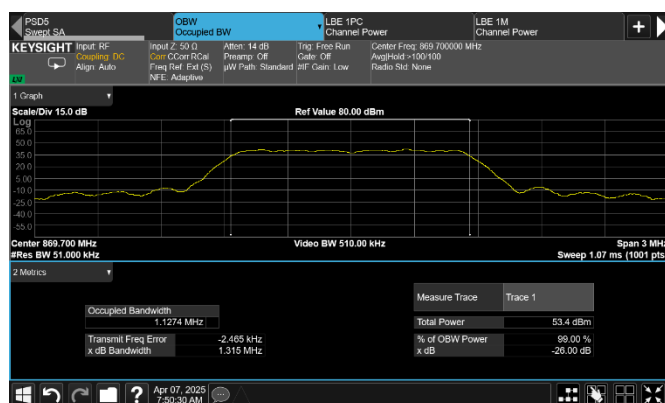 PSD5
Swept SA
OBW
Occupied BW
LBE 1PC
Channel Power
LBE 1M
Channel Power
KEYSIGHT
Input: RF
Coupling: DC
Align: Auto
Input Z: 50 Ω
Corr CCorr RCal
Freq Ref: Ext (S)
NFE: Adaptive
Atten: 14 dB
Preamp: Off
µW Path: Standard
Trig: Free Run
Gate: Off
#IF Gain: Low
Center Freq: 869.700000 MHz
Avg|Hold:>100/100
Radio Std: None
LXI
1 Graph
Scale/Div 15.0 dB
Ref Value 80.00 dBm
Log
65.0
50.0
35.0
20.0
5.00
-10.0
-25.0
-40.0
-55.0
Center 869.700 MHz
#Res BW 51.000 kHz
Video BW 510.00 kHz
Span 3 MHz
Sweep 1.07 ms (1001 pts
2 Metrics
Occupied Bandwidth
1.1274 MHz
Transmit Freq Error -2.465 kHz
x dB Bandwidth 1.315 MHz
Measure Trace Trace 1
Total Power 53.4 dBm
% of OBW Power 99.00 %
x dB -26.00 dB
?
Apr 07, 2025
7:50:30 AM